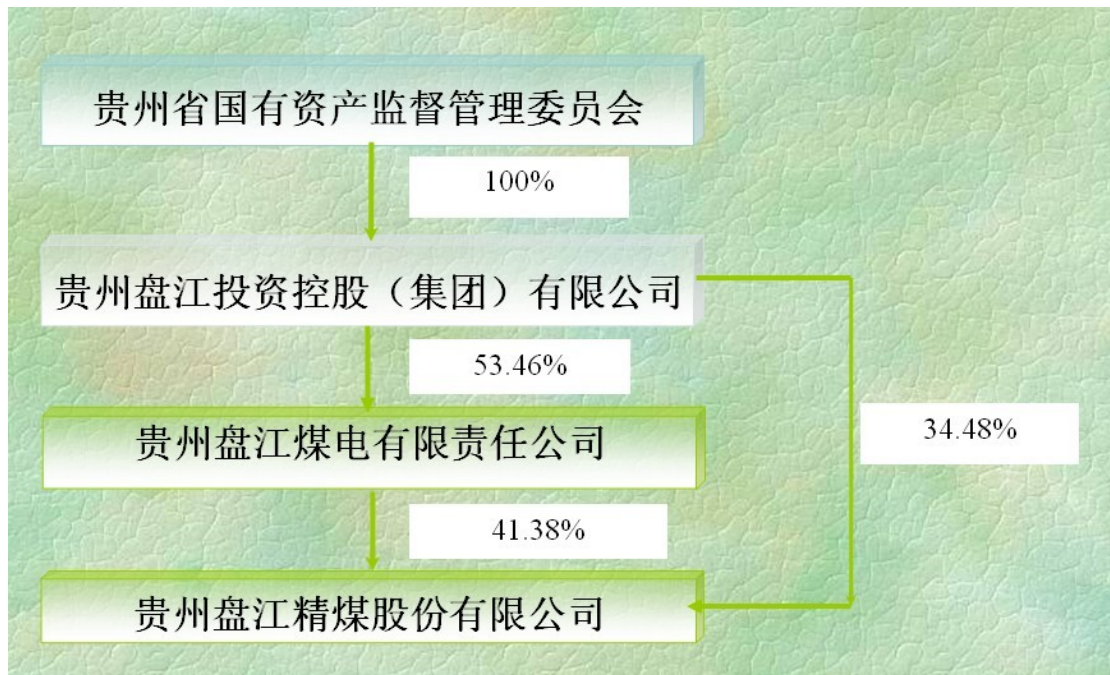 贵州省国有资产监督管理委员会
100%
贵州盘江投资控股（集团）有限公司
53.46%
贵州盘江煤电有限责任公司
34.48%
41.38%
贵州盘江精煤股份有限公司